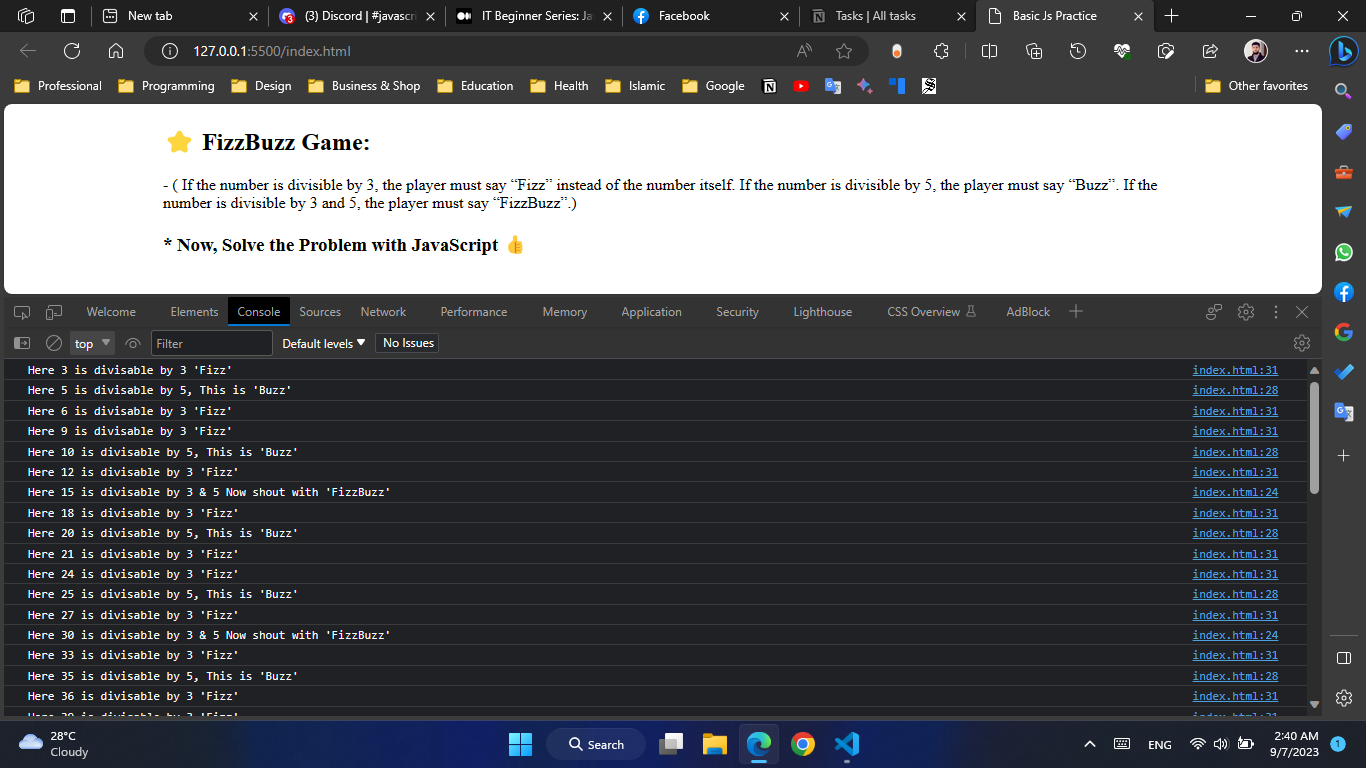 New tab
(3) Discord | #javascri
IT Beginner Series: Ja
Facebook
Tasks | All tasks
Basic Js Practice
127.0.0.1:5500/index.html
Professional
Programming
Design
Business & Shop
Education
Health
Islamic
Google
Other favorites
FizzBuzz Game:
- ( If the number is divisible by 3, the player must say “Fizz” instead of the number itself. If the number is divisible by 5, the player must say “Buzz”. If the
number is divisible by 3 and 5, the player must say “FizzBuzz”.)
* Now, Solve the Problem with JavaScript 👍
Welcome Elements Console Sources Network Performance Memory Application Security Lighthouse CSS Overview AdBlock
top Filter Default levels No Issues
Here 3 is divisable by 3 'Fizz' index.html:31
Here 5 is divisable by 5, This is 'Buzz' index.html:28
Here 6 is divisable by 3 'Fizz' index.html:31
Here 9 is divisable by 3 'Fizz' index.html:31
Here 10 is divisable by 5, This is 'Buzz' index.html:28
Here 12 is divisable by 3 'Fizz' index.html:31
Here 15 is divisable by 3 & 5 Now shout with 'FizzBuzz' index.html:24
Here 18 is divisable by 3 'Fizz' index.html:31
Here 20 is divisable by 5, This is 'Buzz' index.html:28
Here 21 is divisable by 3 'Fizz' index.html:31
Here 24 is divisable by 3 'Fizz' index.html:31
Here 25 is divisable by 5, This is 'Buzz' index.html:28
Here 27 is divisable by 3 'Fizz' index.html:31
Here 30 is divisable by 3 & 5 Now shout with 'FizzBuzz' index.html:24
Here 33 is divisable by 3 'Fizz' index.html:31
Here 35 is divisable by 5, This is 'Buzz' index.html:28
Here 36 is divisable by 3 'Fizz' index.html:31
28°C
Cloudy
Search
ENG
2:40 AM
9/7/2023
1